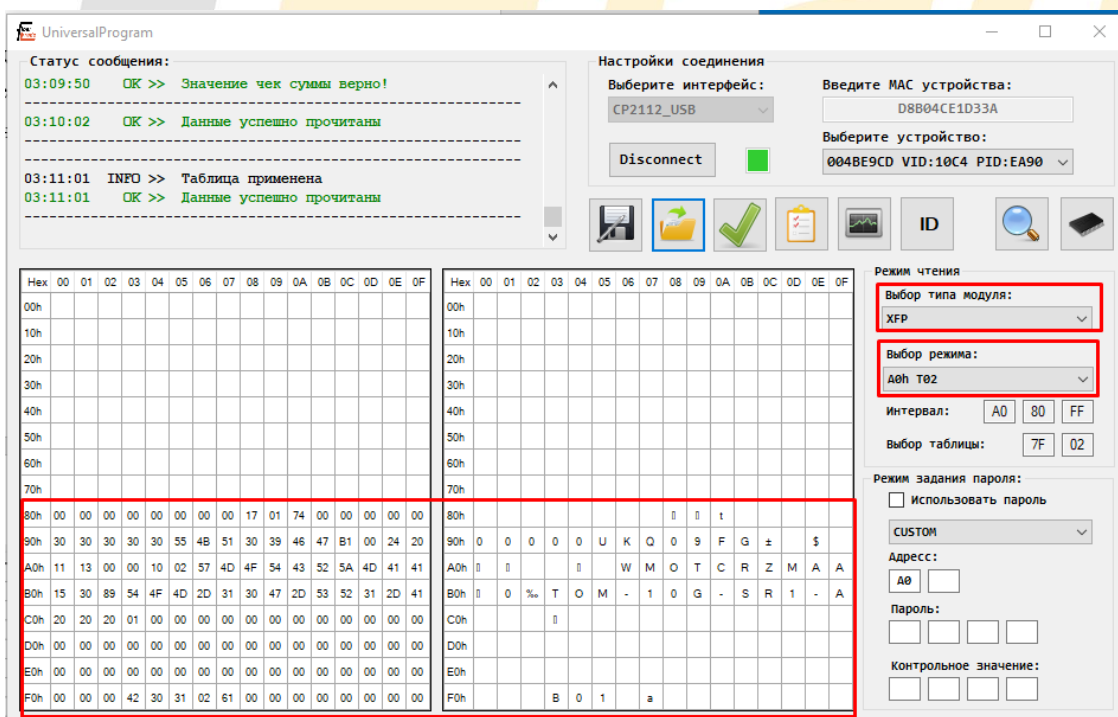 UniversalProgram
Статус сообщения:
03:09:50 OK >> Значение чек суммы верно!
03:10:02 OK >> Данные успешно прочитаны
03:11:01 INFO >> Таблица применена
03:11:01 OK >> Данные успешно прочитаны
Настройки соединения
Выберите интерфейс:
CP2112_USB
Введите MAC устройства:
D8B04CE1D33A
Выберите устройство:
004BE9CD VID:10C4 PID:EA90
Disconnect
ID
Hex 00 01 02 03 04 05 06 07 08 09 0A 0B 0C 0D 0E 0F
00h
10h
20h
30h
40h
50h
60h
70h
80h 00 00 00 00 00 00 00 00 17 01 74 00 00 00 00 00
90h 30 30 30 30 30 55 4B 51 30 39 46 47 B1 00 24 20
A0h 11 13 00 00 10 02 57 4D 4F 54 43 52 5A 4D 41 41
B0h 15 30 89 54 4F 4D 2D 31 30 47 2D 53 52 31 2D 41
C0h 20 20 20 01 00 00 00 00 00 00 00 00 00 00 00 00
D0h 00 00 00 00 00 00 00 00 00 00 00 00 00 00 00 00
E0h 00 00 00 00 00 00 00 00 00 00 00 00 00 00 00 00
F0h 00 00 00 42 30 31 02 61 00 00 00 00 00 00 00 00
Hex 00 01 02 03 04 05 06 07 08 09 0A 0B 0C 0D 0E 0F
00h
10h
20h
30h
40h
50h
60h
70h
80h t
90h 0 0 0 0 0 U K Q 0 9 F G ± $
A0h W M O T C R Z M A A
B0h 0 ‰ T O M - 1 0 G - S R 1 - A
C0h
D0h
E0h
F0h B 0 1 a
Режим чтения
Выбор типа модуля:
XFP
Выбор режима:
A0h T02
Интервал: A0 80 FF
Выбор таблицы: 7F 02
Режим задания пароля:
Использовать пароль
CUSTOM
Адресс:
A0
Пароль:
Контрольное значение: